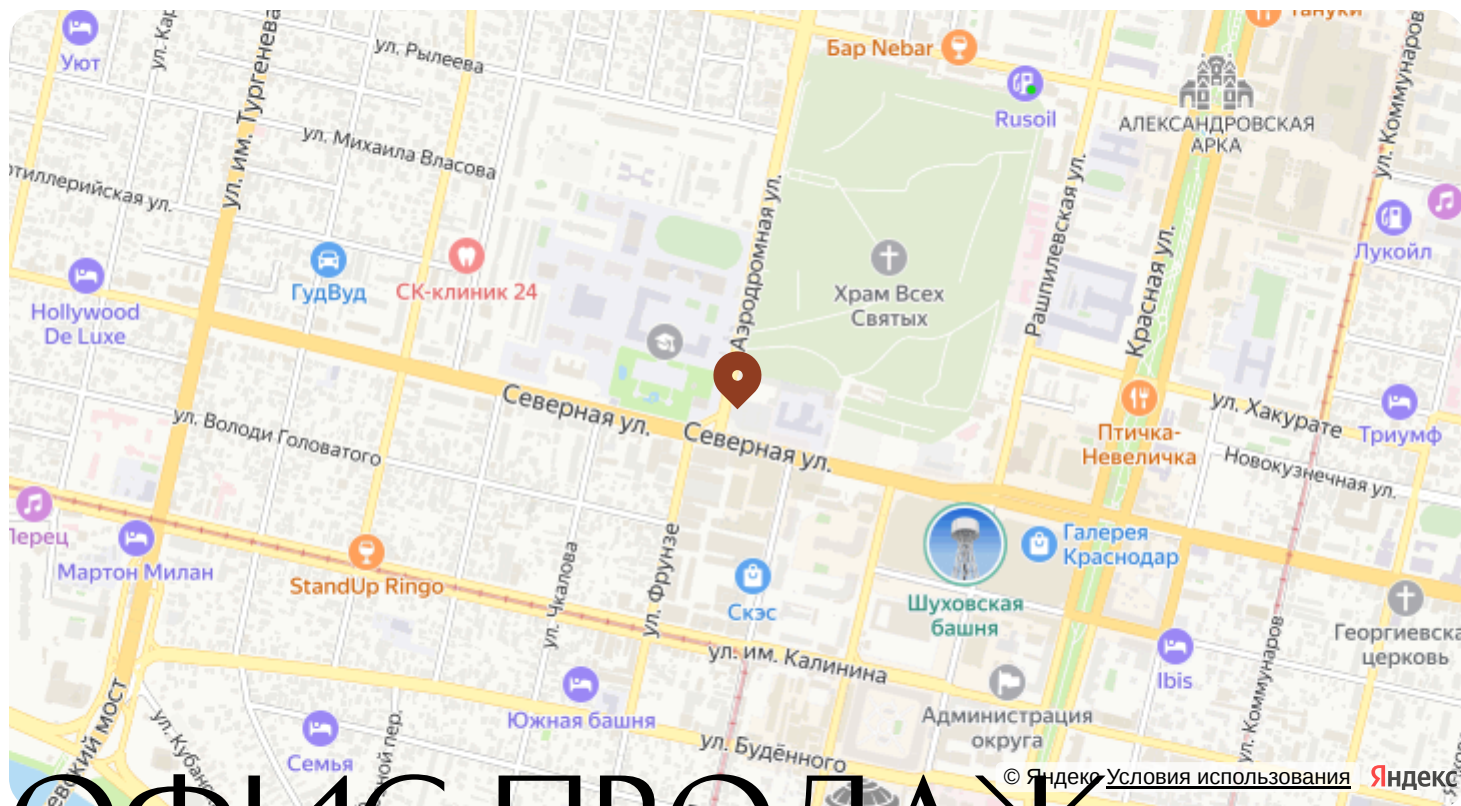 Тануки
Бар Nebar
Уют
ул. Рылеева
ул. им. Тургенева
ул. Коммунаров
Rusoil
АЛЕКСАНДРОВСКАЯ
АРКА
ул. Михаила Власова
Аэродромная ул.
Рашпилевская ул.
Красная ул.
Лукойл
ГудВуд
СК-клиник 24
Храм Всех
Святых
Hollywood
De Luxe
Северная ул.
Северная ул.
ул. Хакурате
Триумф
Птичка-
Невеличка
ул. Володи Головатого
Новокузнечная ул.
Мартон Милан
StandUp Ringo
ул. Чкалова
ул. Фрунзе
Скэс
Галерея
Краснодар
Шуховская
башня
ул. им. Калинина
Ibis
церковь
ул. Коммунаров
Южная башня
Администрация
округа
Семья
ул. Будённого
ОФИС ПРОДАЖ
© Яндекс Условия использования
Яндекс